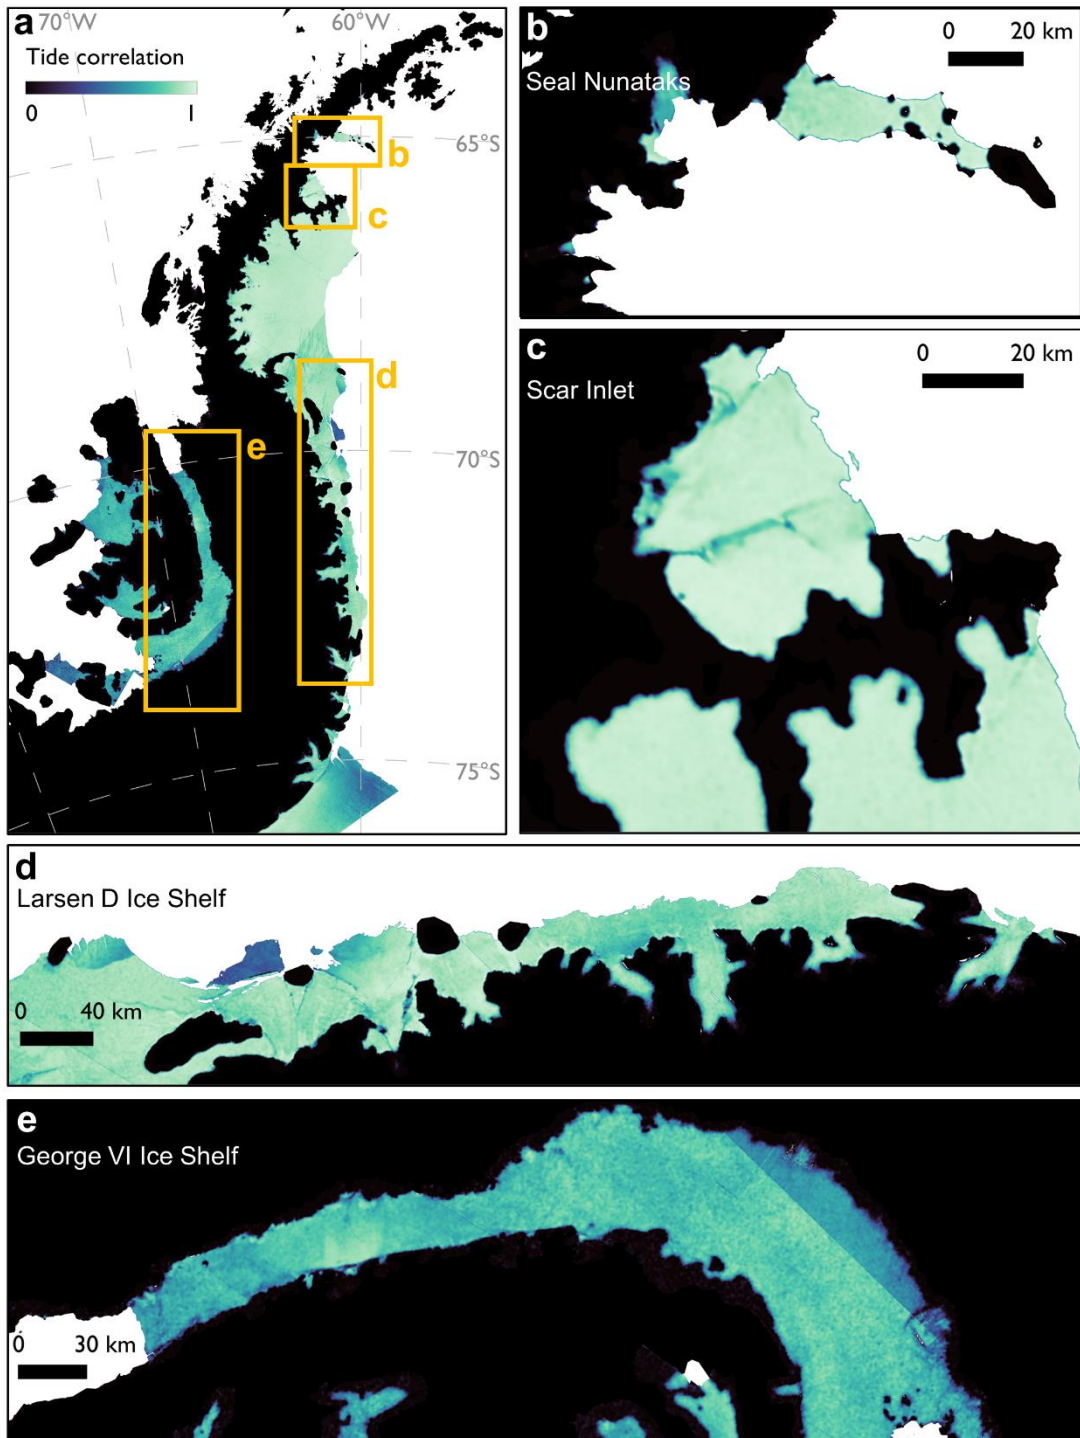 a
70°W
60°W
Tide correlation
0 1
65°S
b
c
d
70°S
e
75°S
b
0 20 km
Seal Nunataks
c
0 20 km
Scar Inlet
d
Larsen D Ice Shelf
0 40 km
e
George VI Ice Shelf
0 30 km